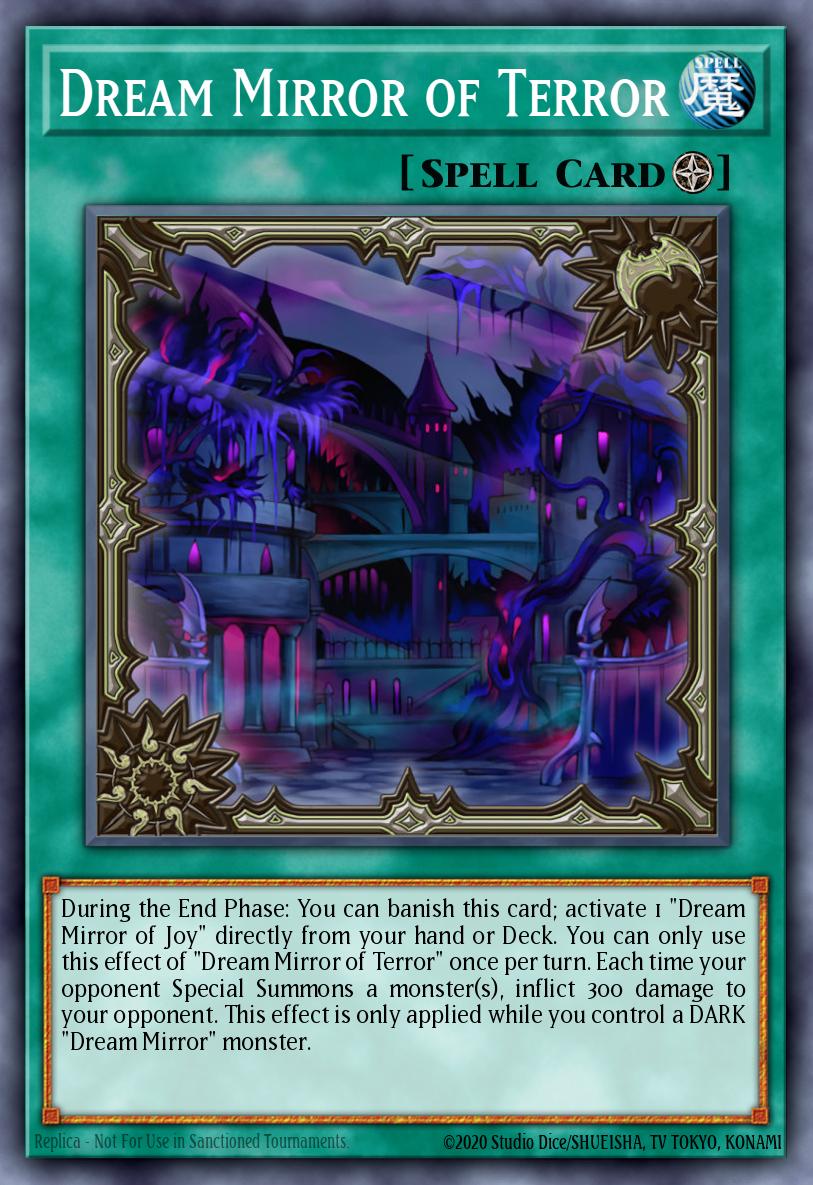 Dream Mirror of Terror
SPELL
魔
[Spell Card]
During the End Phase: You can banish this card; activate 1 "Dream
Mirror of Joy" directly from your hand or Deck. You can only use
this effect of "Dream Mirror of Terror" once per turn. Each time your
opponent Special Summons a monster(s), inflict 300 damage to
your opponent. This effect is only applied while you control a DARK
"Dream Mirror" monster.
Replica - Not For Use in Sanctioned Tournaments.
©2020 Studio Dice/SHUEISHA, TV TOKYO, KONAMI